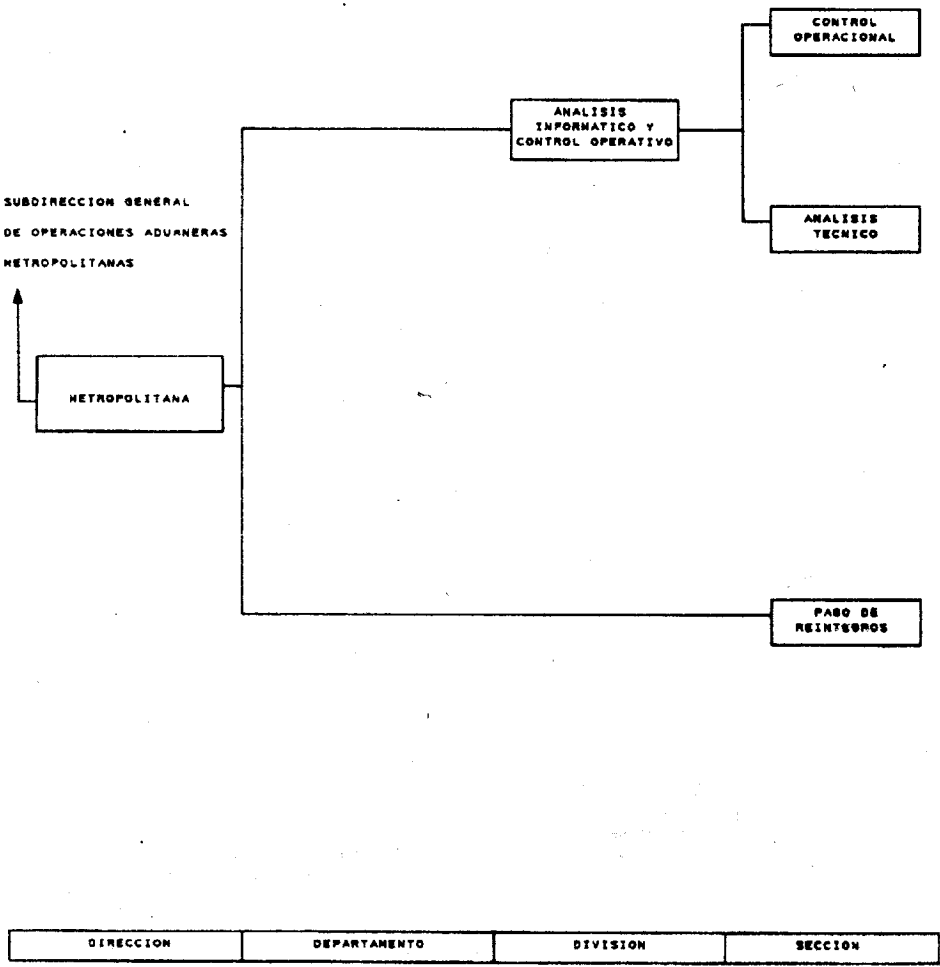 CONTROL
OPERACIONAL
ANALISIS
INFORMATICO Y
CONTROL OPERATIVO
SUBDIRECCION GENERAL
DE OPERACIONES ADUANERAS
METROPOLITANAS
ANALISIS
TECNICO
METROPOLITANA
PAGO DE
REINTEGROS
DIRECCION DEPARTAMENTO DIVISION SECCION